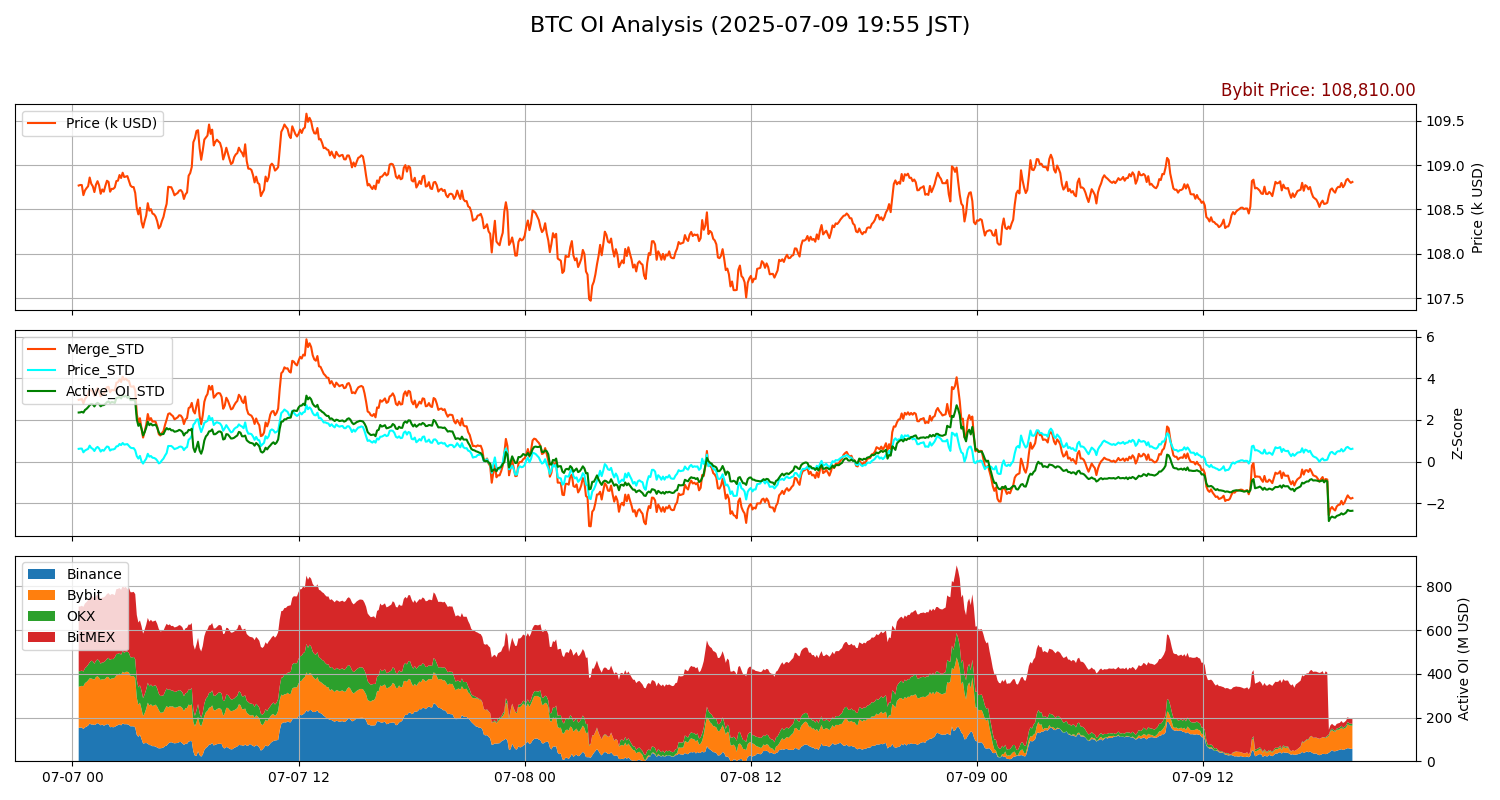 BTC OI Analysis (2025-07-09 19:55 JST)
Bybit Price: 108,810.00
Price (k USD)
109.5
109.0
108.5
108.0
107.5
Price (k USD)
Merge_STD
Price_STD
Active_OI_STD
6
4
2
0
−2
Z-Score
Binance
Bybit
OKX
BitMEX
800
600
400
200
0
Active OI (M USD)
07-07 00
07-07 12
07-08 00
07-08 12
07-09 00
07-09 12